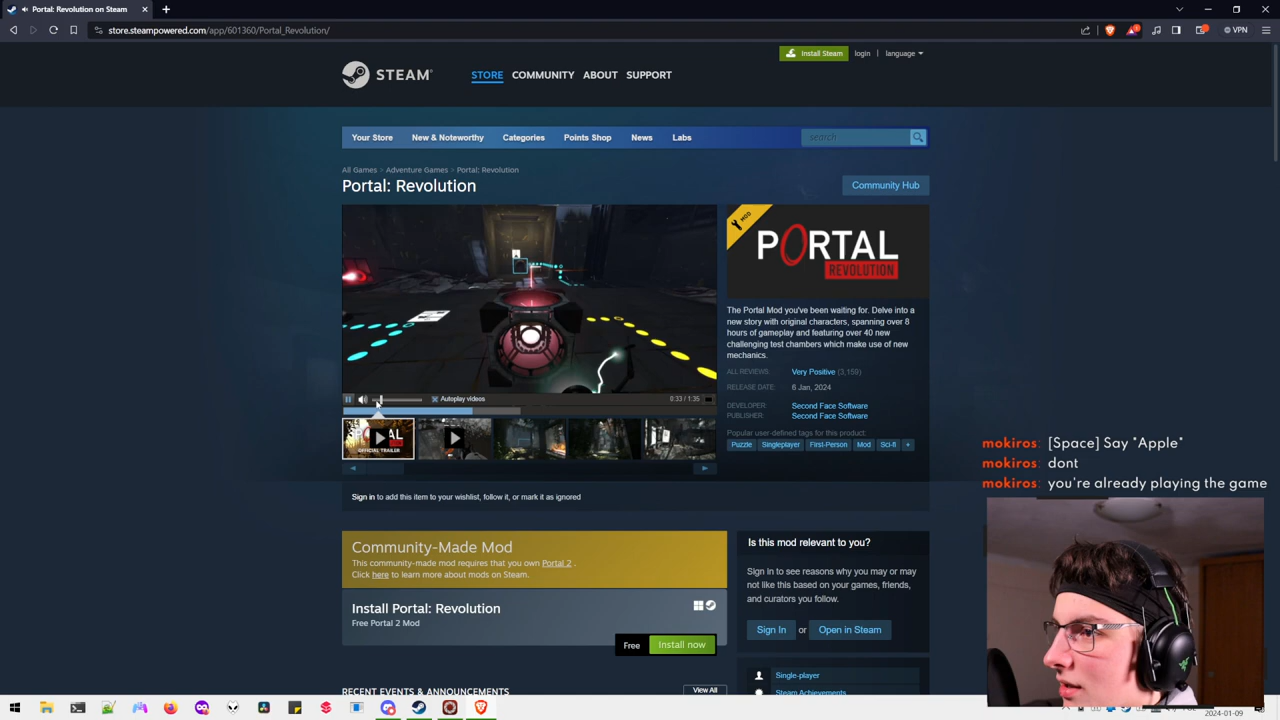 Portal: Revolution on Steam
store.steampowered.com/app/601360/Portal_Revolution/
VPN
Install Steam
login
language
STEAM
STORE
COMMUNITY
ABOUT
SUPPORT
Your Store
New & Noteworthy
Categories
Points Shop
News
Labs
search
All Games > Adventure Games > Portal: Revolution
Portal: Revolution
Community Hub
MOD
PORTAL
REVOLUTION
The Portal Mod you've been waiting for. Delve into a
new story with original characters, spanning over 8
hours of gameplay and featuring over 40 new
challenging test chambers which make use of new
mechanics.
ALL REVIEWS: Very Positive (3,159)
RELEASE DATE: 6 Jan, 2024
DEVELOPER: Second Face Software
PUBLISHER: Second Face Software
Popular user-defined tags for this product:
Puzzle Singleplayer First-Person Mod Sci-fi +
Autoplay videos
0:33 / 1:35
OFFICIAL TRAILER
Sign in to add this item to your wishlist, follow it, or mark it as ignored
mokiros: [Space] Say "Apple"
mokiros: dont
mokiros: you're already playing the game
Community-Made Mod
This community-made mod requires that you own Portal 2 .
Click here to learn more about mods on Steam.
Install Portal: Revolution
Free Portal 2 Mod
Free
Install now
Is this mod relevant to you?
Sign in to see reasons why you may or may
not like this based on your games, friends,
and curators you follow.
Sign In or Open in Steam
Single-player
Steam Achievements
RECENT EVENTS & ANNOUNCEMENTS
View All
2024-01-09